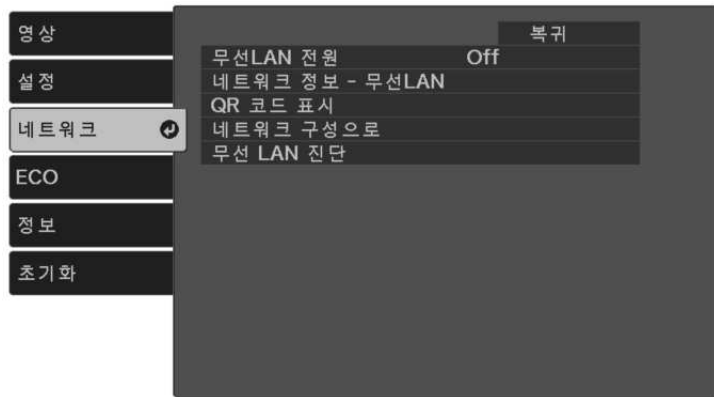 영상
설정
네트워크
ECO
정보
초기화
복귀
무선LAN 전원 Off
네트워크 정보 - 무선LAN
QR 코드 표시
네트워크 구성으로
무선 LAN 진단